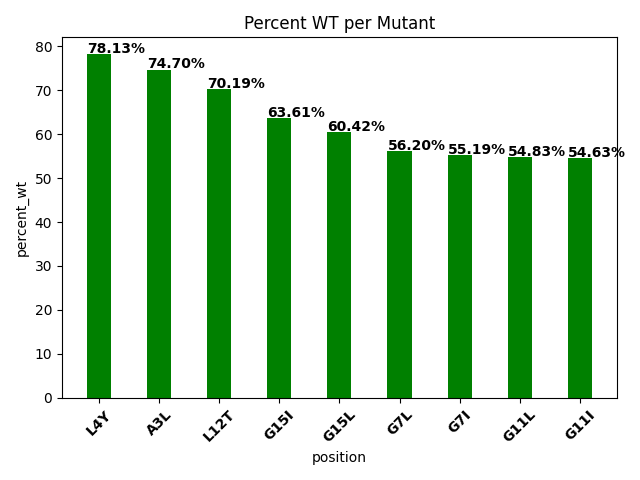 Percent WT per Mutant
percent_wt
80
70
60
50
40
30
20
10
0
78.13%
74.70%
70.19%
63.61%
60.42%
56.20%
55.19%
54.83%
54.63%
L4Y
A3L
L12T
G15I
G15L
G7L
G7I
G11L
G11I
position